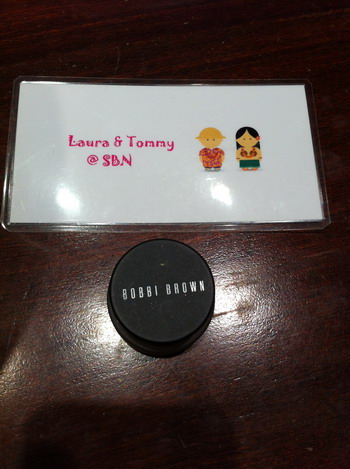 Laura & Tommy
@ SBN
BOBBI BROWN